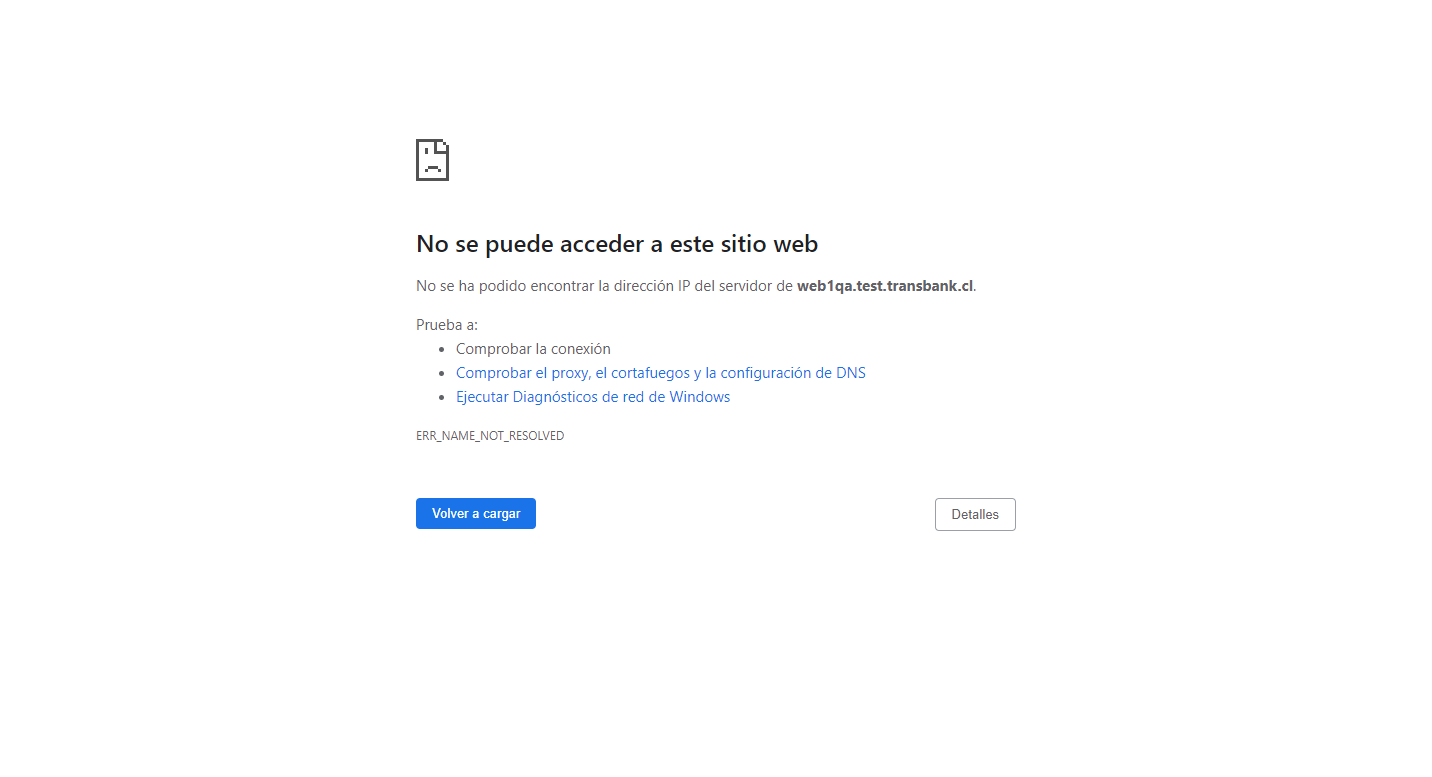 No se puede acceder a este sitio web
No se ha podido encontrar la dirección IP del servidor de web1qa.test.transbank.cl.
Prueba a:
• Comprobar la conexión
• Comprobar el proxy, el cortafuegos y la configuración de DNS
• Ejecutar Diagnósticos de red de Windows
ERR_NAME_NOT_RESOLVED
Volver a cargar
Detalles